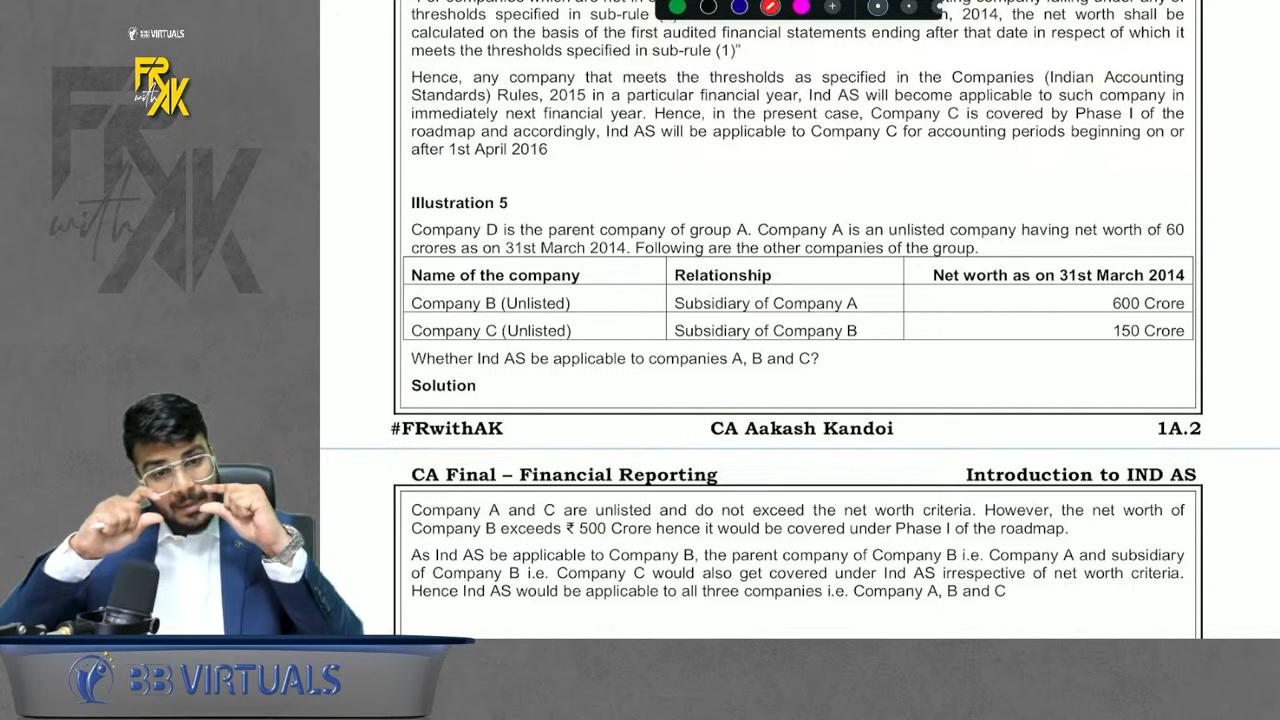 BB VIRTUALS
FR
with
AK
FR
with
AK
thresholds specified in sub-rule
n, 2014, the net worth shall be
calculated on the basis of the first audited financial statements ending after that date in respect of which it
meets the thresholds specified in sub-rule (1)”
Hence, any company that meets the thresholds as specified in the Companies (Indian Accounting
Standards) Rules, 2015 in a particular financial year, Ind AS will become applicable to such company in
immediately next financial year. Hence, in the present case, Company C is covered by Phase I of the
roadmap and accordingly, Ind AS will be applicable to Company C for accounting periods beginning on or
after 1st April 2016
Illustration 5
Company D is the parent company of group A. Company A is an unlisted company having net worth of 60
crores as on 31st March 2014. Following are the other companies of the group.
Name of the company Relationship Net worth as on 31st March 2014
Company B (Unlisted) Subsidiary of Company A 600 Crore
Company C (Unlisted) Subsidiary of Company B 150 Crore
Whether Ind AS be applicable to companies A, B and C?
Solution
#FRwithAK CA Aakash Kandoi 1A.2
CA Final – Financial Reporting Introduction to IND AS
Company A and C are unlisted and do not exceed the net worth criteria. However, the net worth of
Company B exceeds ₹ 500 Crore hence it would be covered under Phase I of the roadmap.
As Ind AS be applicable to Company B, the parent company of Company B i.e. Company A and subsidiary
of Company B i.e. Company C would also get covered under Ind AS irrespective of net worth criteria.
Hence Ind AS would be applicable to all three companies i.e. Company A, B and C
BB VIRTUALS